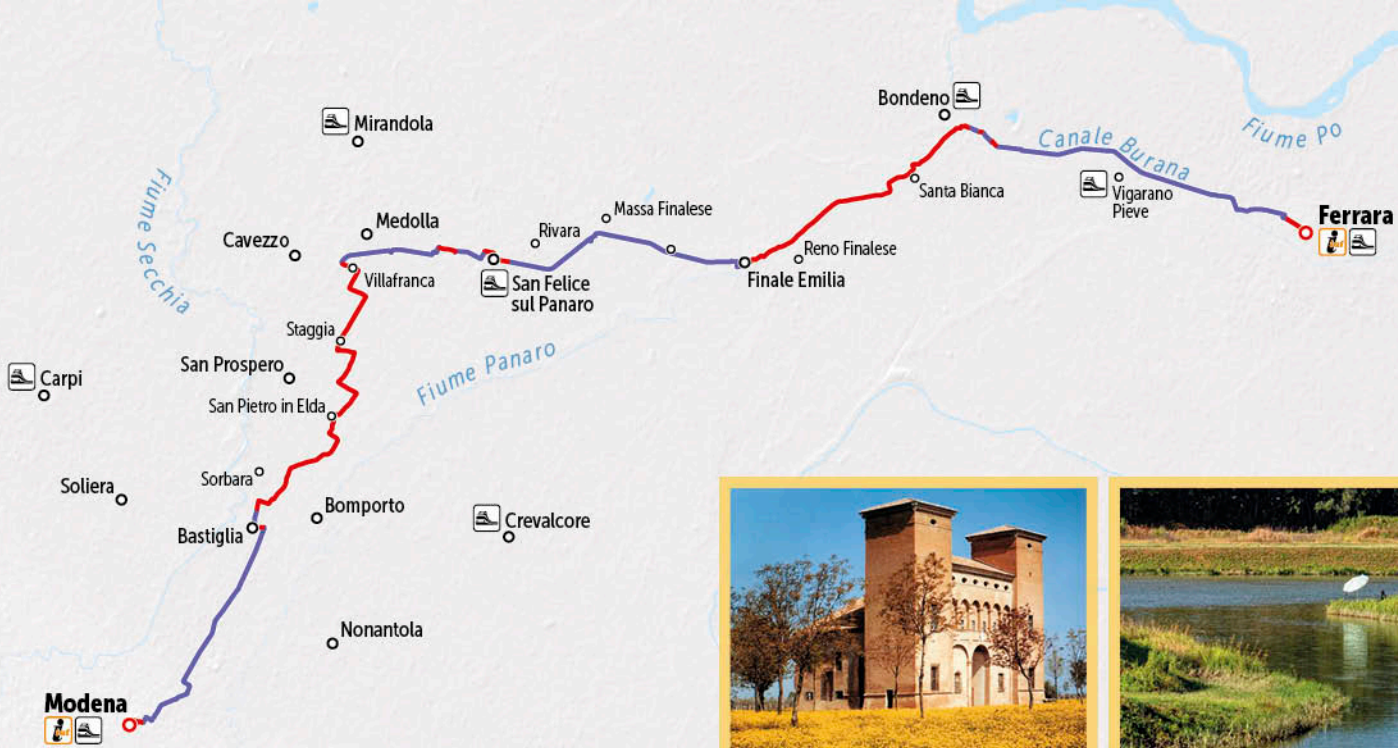 Bondeno
Fiume Po
Canale Burana
Mirandola
Santa Bianca
Vigarano
Pieve
Ferrara
Fiume Secchia
Medolla
Rivara
Massa Finalese
Cavezzo
Reno Finalese
Villafranca
San Felice
sul Panaro
Finale Emilia
Staggia
San Prospero
Fiume Panaro
Carpi
San Pietro in Elda
Sorbara
Soliera
Bomporto
Crevalcore
Bastiglia
Nonantola
Modena